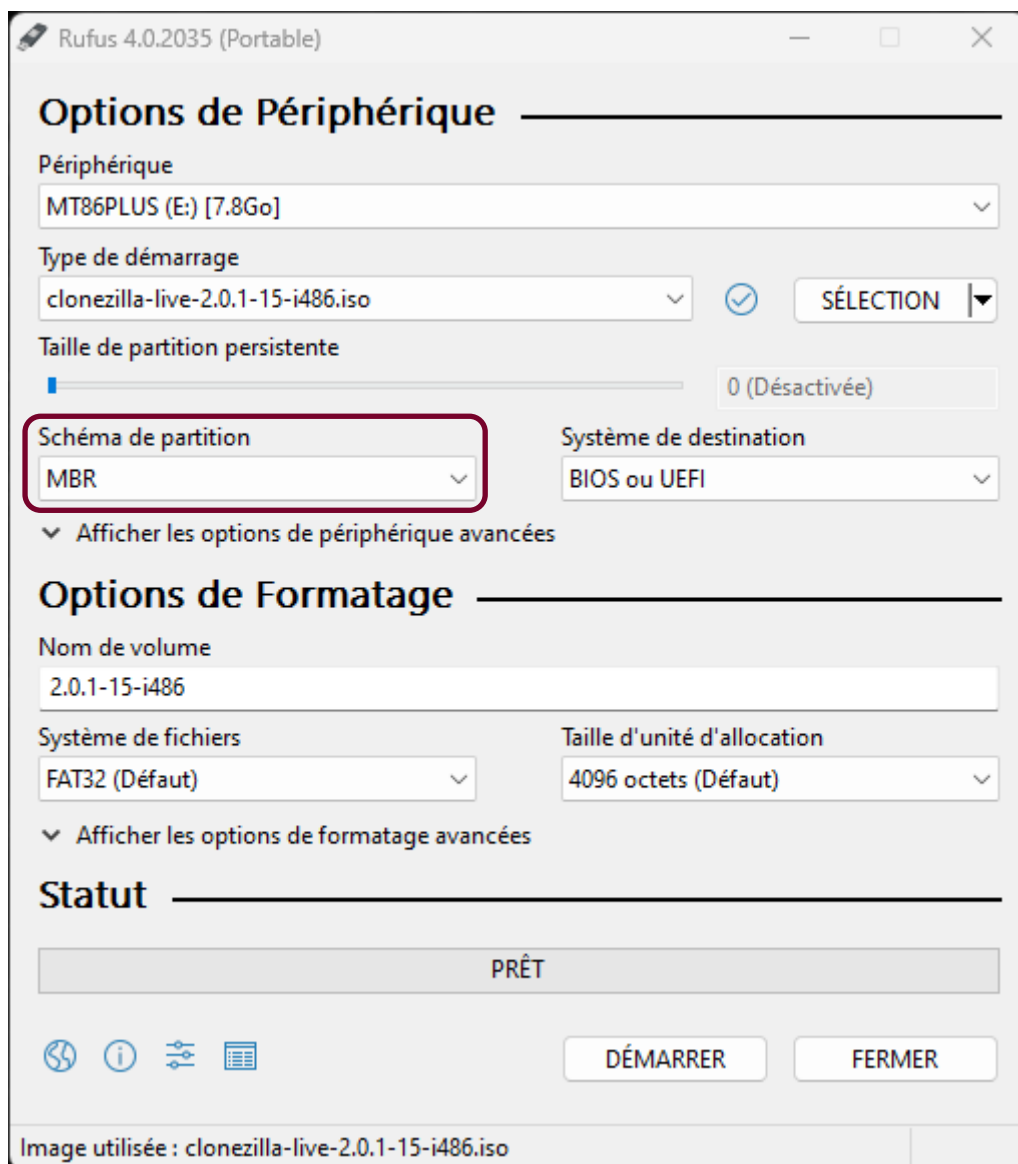 Rufus 4.0.2035 (Portable)
Options de Périphérique
Périphérique
MT86PLUS (E:) [7.8Go]
Type de démarrage
clonezilla-live-2.0.1-15-i486.iso
SÉLECTION
Taille de partition persistente
0 (Désactivée)
Schéma de partition
Système de destination
MBR
BIOS ou UEFI
Afficher les options de périphérique avancées
Options de Formatage
Nom de volume
2.0.1-15-i486
Système de fichiers
Taille d'unité d'allocation
FAT32 (Défaut)
4096 octets (Défaut)
Afficher les options de formatage avancées
Statut
PRÊT
DÉMARRER
FERMER
Image utilisée : clonezilla-live-2.0.1-15-i486.iso